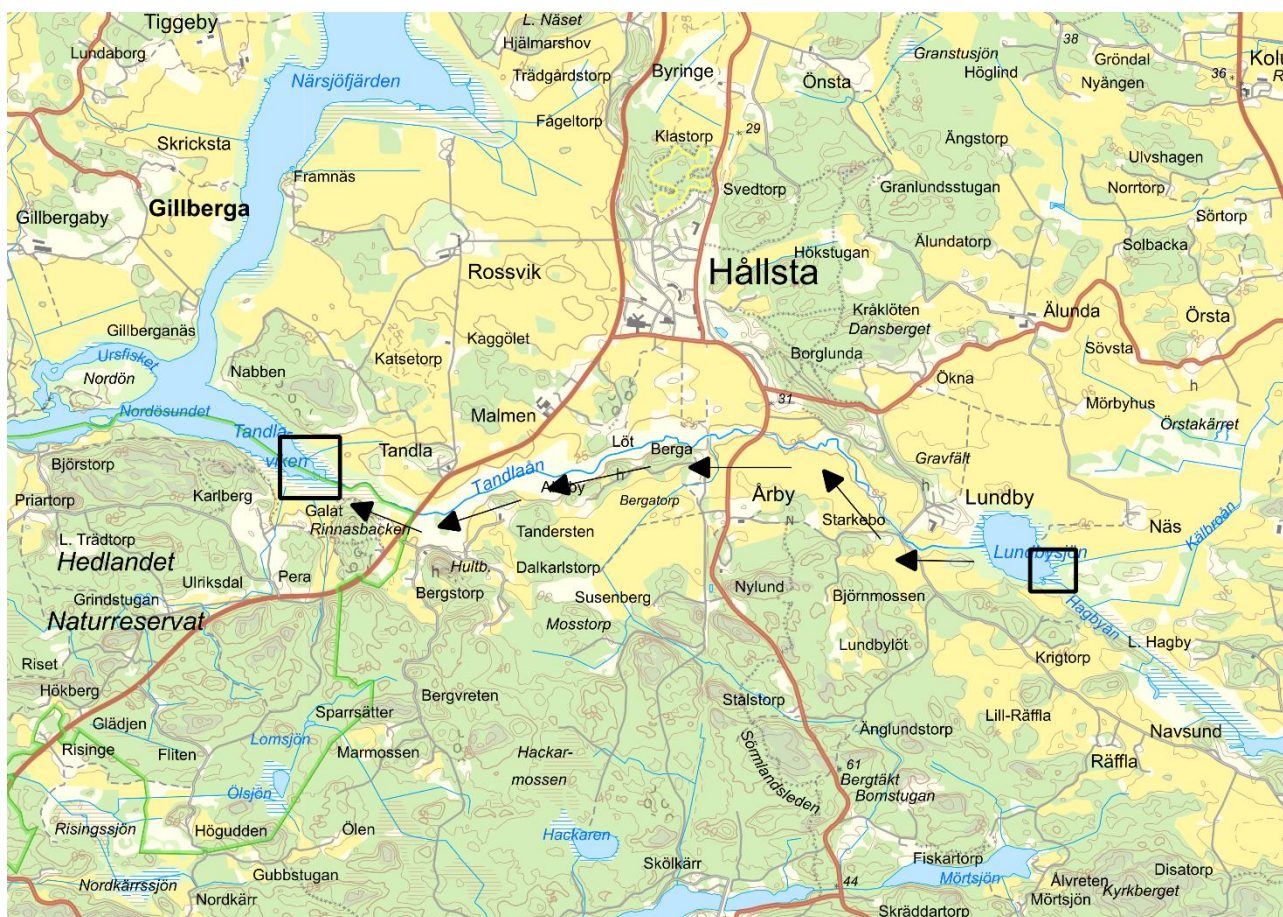 Tiggeby
Lundaborg
L. Näset
Hjälmarshov
Trädgårdstorp
Byringe
Önsta
Granstusjön
Höglind
38
Gröndal
Nyängen
36
Närsjöfjärden
Fågeltorp
Skricksta
Klastorp
29
Ängstorp
Ulvshagen
Framnäs
Svedtorp
Granlundsstugan
Norrtorp
Gillbergaby
Gillberga
Sörtorp
Rossvik
Hållsta
Hökstugan
Älundatorp
Solbacka
Gillberganäs
Kaggölet
Kråklöten
Dansberget
Älunda
Örsta
Ursfisket
Nordön
Nabben
Katsetorp
Borglunda
Sövsta
Ökna
h
Nordösundet
Malmen
31
Mörbyhus
Örstakärret
Tandla-
viken
Tandla
Löt
Berga
Björstorp
Karlberg
Tandlaån
h
Bergatorp
Gravfält
h
Priartorp
Galat
Rinnasbacken
Årby
Starkebo
Lundby
Näs
Kälbroån
L. Trädtorp
Tandersten
Lundbysjön
Hedlandet
Ulriksdal
Pera
Hultb.
h
Dalkarlstorp
Grindstugan
Bergstorp
Susenberg
Nylund
Björnmossen
Hagbyån
Naturreservat
Mosstorp
Lundbylöt
Krigtorp
L. Hagby
Riset
Hökberg
Bergvreten
Stålstorp
Glädjen
Sparrsätter
Lill-Räffla
Änglundstorp
Navsund
Risinge
Fliten
Lomsjön
Marmossen
Hackar-
mossen
Sörmlandsleden
61
Räffla
Bergtäkt
Bomstugan
Ölsjön
Risingssjön
Högudden
Ölen
Hackaren
Gubbstugan
Skölkärr
Fiskartorp
Mörtsjön
Disatorp
Nordkärrssjön
Nordkärr
44
Älvreten
Mörtsjön
Kyrkberget
Skräddartorp